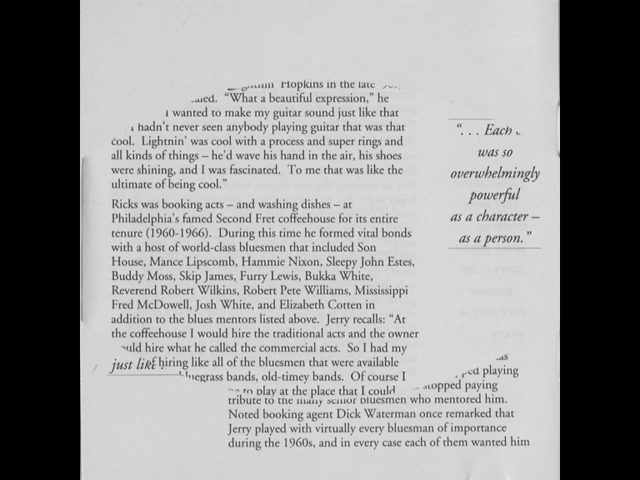 Hopkins in the late
"What a beautiful expression," he
I wanted to make my guitar sound just like that
hadn't never seen anybody playing guitar that was that
cool. Lightnin' was cool with a process and super rings and
all kinds of things – he'd wave his hand in the air, his shoes
were shining, and I was fascinated. To me that was like the
ultimate of being cool."
Ricks was booking acts – and washing dishes – at
Philadelphia's famed Second Fret coffeehouse for its entire
tenure (1960-1966). During this time he formed vital bonds
with a host of world-class bluesmen that included Son
House, Mance Lipscomb, Hammie Nixon, Sleepy John Estes,
Buddy Moss, Skip James, Furry Lewis, Bukka White,
Reverend Robert Wilkins, Robert Pete Williams, Mississippi
Fred McDowell, Josh White, and Elizabeth Cotten in
addition to the blues mentors listed above. Jerry recalls: "At
the coffeehouse I would hire the traditional acts and the owner
would hire what he called the commercial acts. So I had my
just like hiring like all of the bluesmen that were available
bluegrass bands, old-timey bands. Of course I
to play at the place that I could
". . . Each
was so
overwhelmingly
powerful
as a character –
as a person."
playing
stopped paying
tribute to the many senior bluesmen who mentored him.
Noted booking agent Dick Waterman once remarked that
Jerry played with virtually every bluesman of importance
during the 1960s, and in every case each of them wanted him